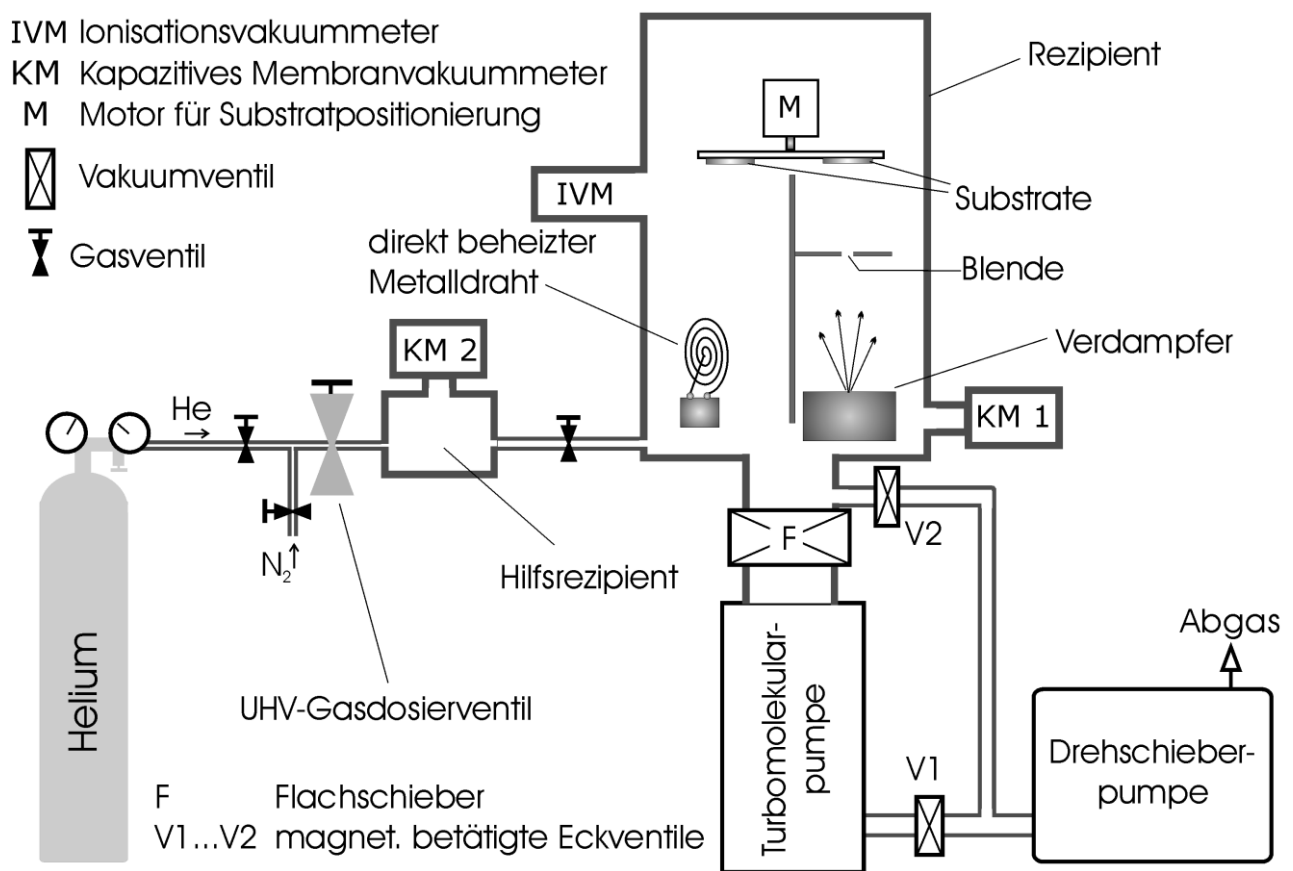 IVM Ionisationsvakuummeter
KM Kapazitives Membranvakuummeter
M Motor für Substratpositionierung
Vakuumventil
Gasventil
Rezipient
M
Substrate
IVM
direkt beheizter
Metalldraht
Blende
Verdampfer
KM 2
KM 1
He
N₂
Hilfsrezipient
F
V2
UHV-Gasdosierventil
Helium
Turbomolekular-
pumpe
V1
Abgas
Drehschieber-
pumpe
F Flachschieber
V1...V2 magnet. betätigte Eckventile